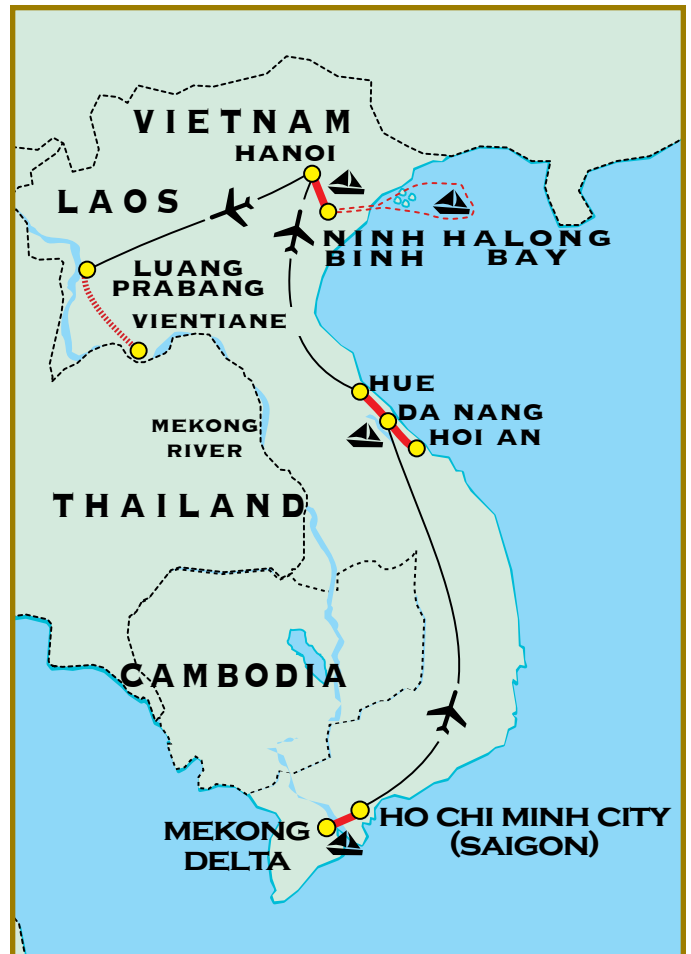 VIETNAM
HANOI
LAOS
NINH
BINH
HALONG
BAY
LUANG
PRABANG
VIENTIANE
HUE
DA NANG
HOI AN
MEKONG
RIVER
THAILAND
CAMBODIA
HO CHI MINH CITY
(SAIGON)
MEKONG
DELTA